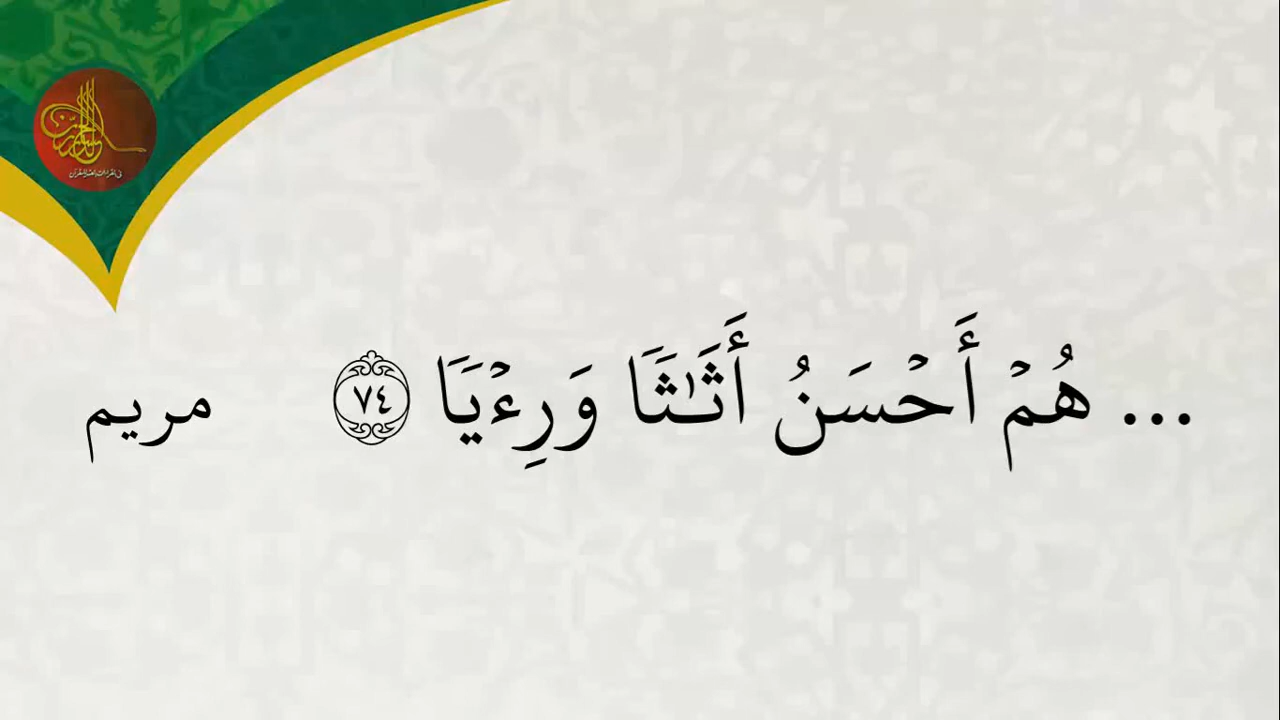 ... هُمۡ أَحۡسَنُ أَثَٰثَا وَرِءۡيَا ٧٤ مريم